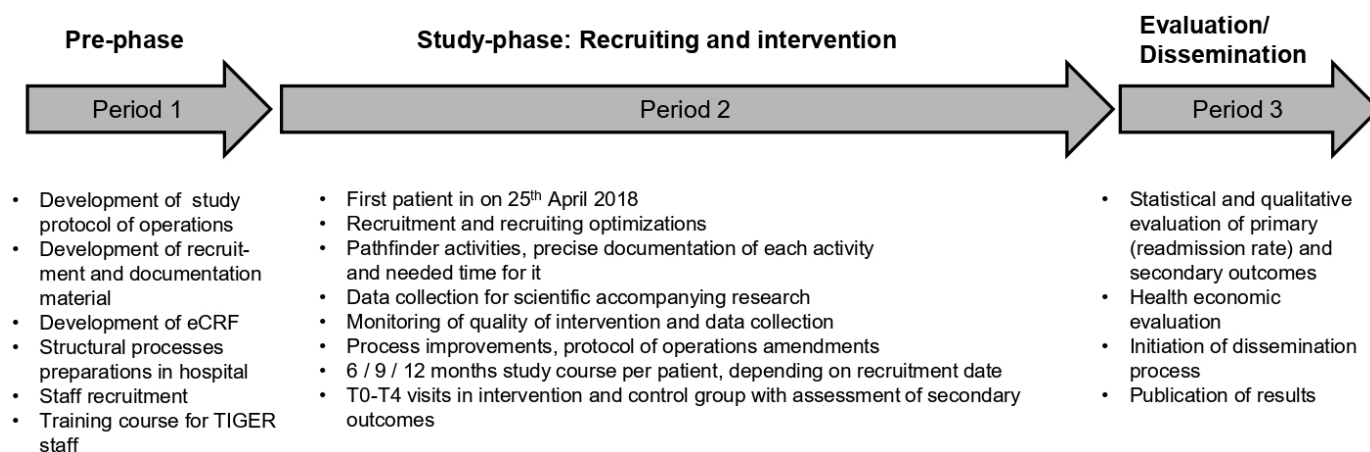 Pre-phase
Study-phase: Recruiting and intervention
Evaluation/
Dissemination
Period 1
Period 2
Period 3
• Development of study
protocol of operations
• Development of recruit-
ment and documentation
material
• Development of eCRF
• Structural processes
preparations in hospital
• Staff recruitment
• Training course for TIGER
staff
• First patient in on 25th April 2018
• Recruitment and recruiting optimizations
• Pathfinder activities, precise documentation of each activity
and needed time for it
• Data collection for scientific accompanying research
• Monitoring of quality of intervention and data collection
• Process improvements, protocol of operations amendments
• 6 / 9 / 12 months study course per patient, depending on recruitment date
• T0-T4 visits in intervention and control group with assessment of secondary
outcomes
• Statistical and qualitative
evaluation of primary
(readmission rate) and
secondary outcomes
• Health economic
evaluation
• Initiation of dissemination
process
• Publication of results